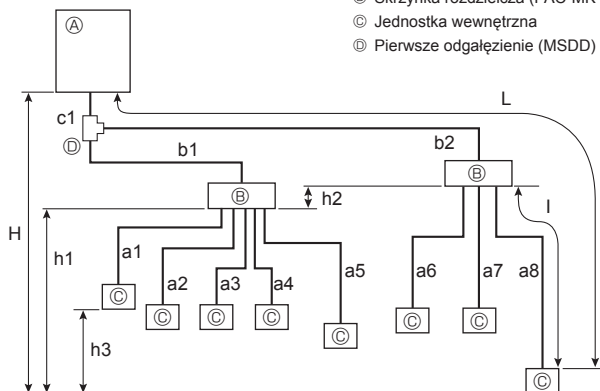 Ⓑ Skrzynka rozdzielcza (PAC-MK
Ⓒ Jednostka wewnętrzna
Ⓓ Pierwsze odgałęzienie (MSDD)
Ⓐ
L
c1
Ⓓ
b1
b2
Ⓑ
Ⓑ
h2
I
H
h1
a1
a2
a3
a4
a5
a6
a7
a8
Ⓒ
Ⓒ
Ⓒ
Ⓒ
Ⓒ
Ⓒ
Ⓒ
h3
Ⓒ